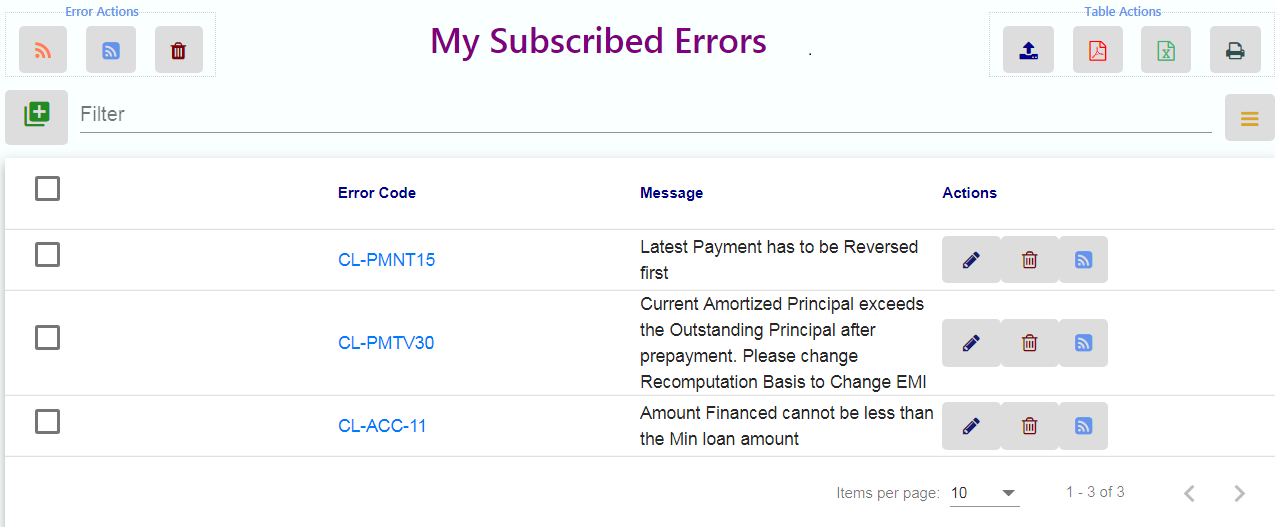 Error Actions
Table Actions
My Subscribed Errors .
Filter
Error Code Message Actions
CL-PMNT15
Latest Payment has to be Reversed
first
CL-PMTV30
Current Amortized Principal exceeds
the Outstanding Principal after
prepayment. Please change
Recomputation Basis to Change EMI
CL-ACC-11
Amount Financed cannot be less than
the Min loan amount
Items per page: 10 1 - 3 of 3